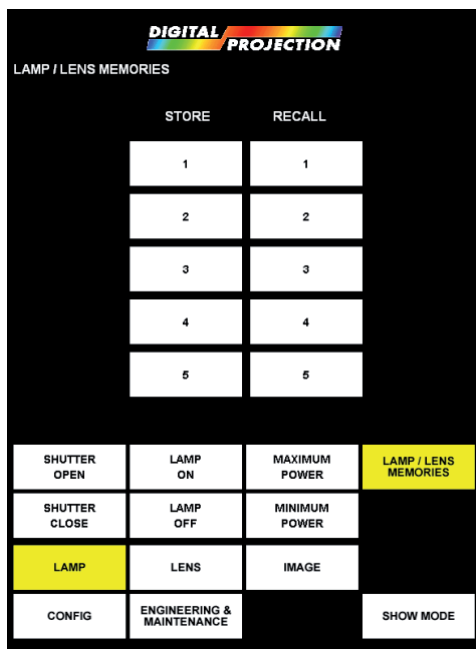 DIGITAL
PROJECTION
LAMP / LENS MEMORIES
STORE RECALL
1 1
2 2
3 3
4 4
5 5
SHUTTER OPEN LAMP ON MAXIMUM POWER LAMP / LENS MEMORIES
SHUTTER CLOSE LAMP OFF MINIMUM POWER
LAMP LENS IMAGE
CONFIG ENGINEERING & MAINTENANCE SHOW MODE